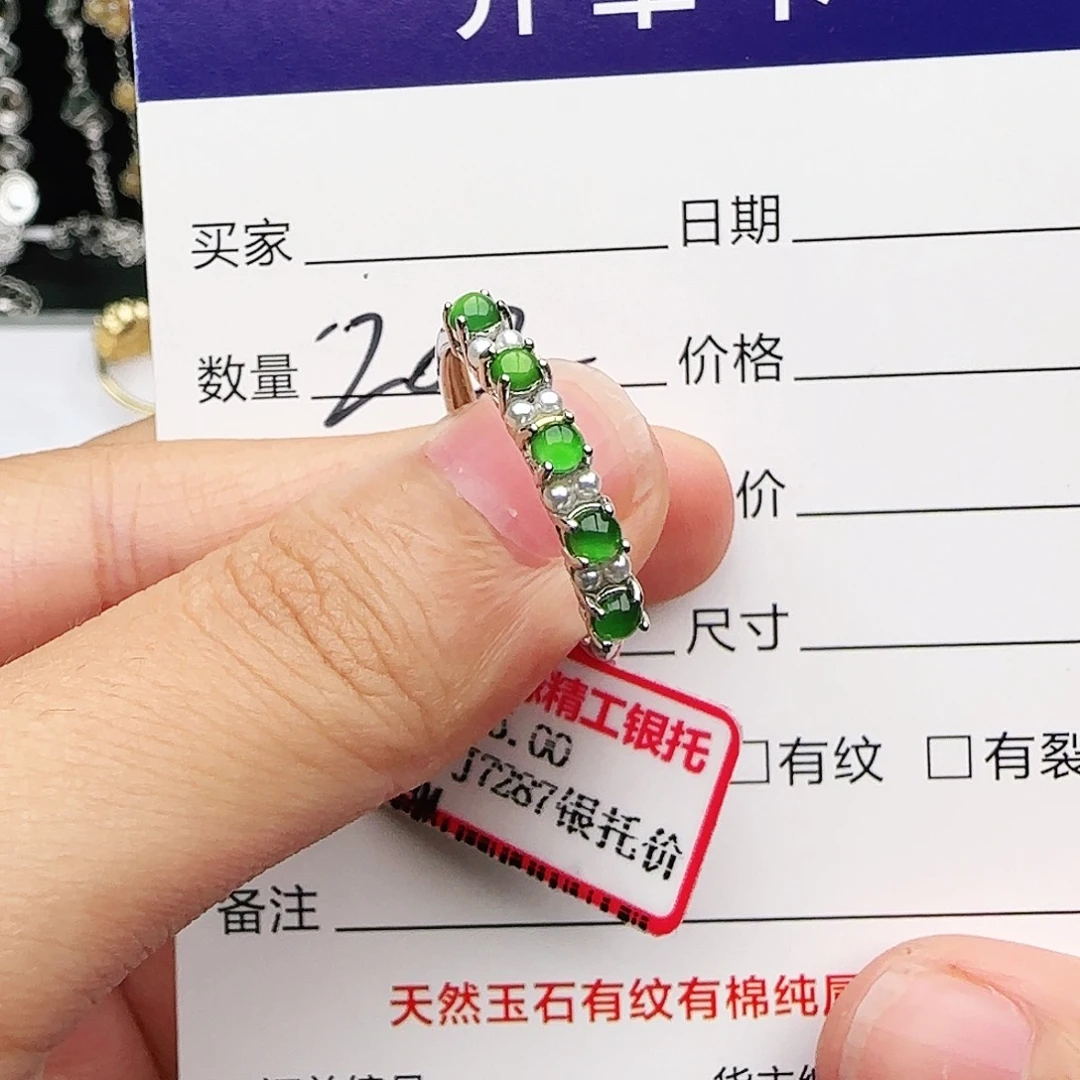 买家 日期
数量 价格
价
尺寸
精工银托
.00
J7287银托价
有纹 有裂
备注
天然玉石有纹有棉纯属